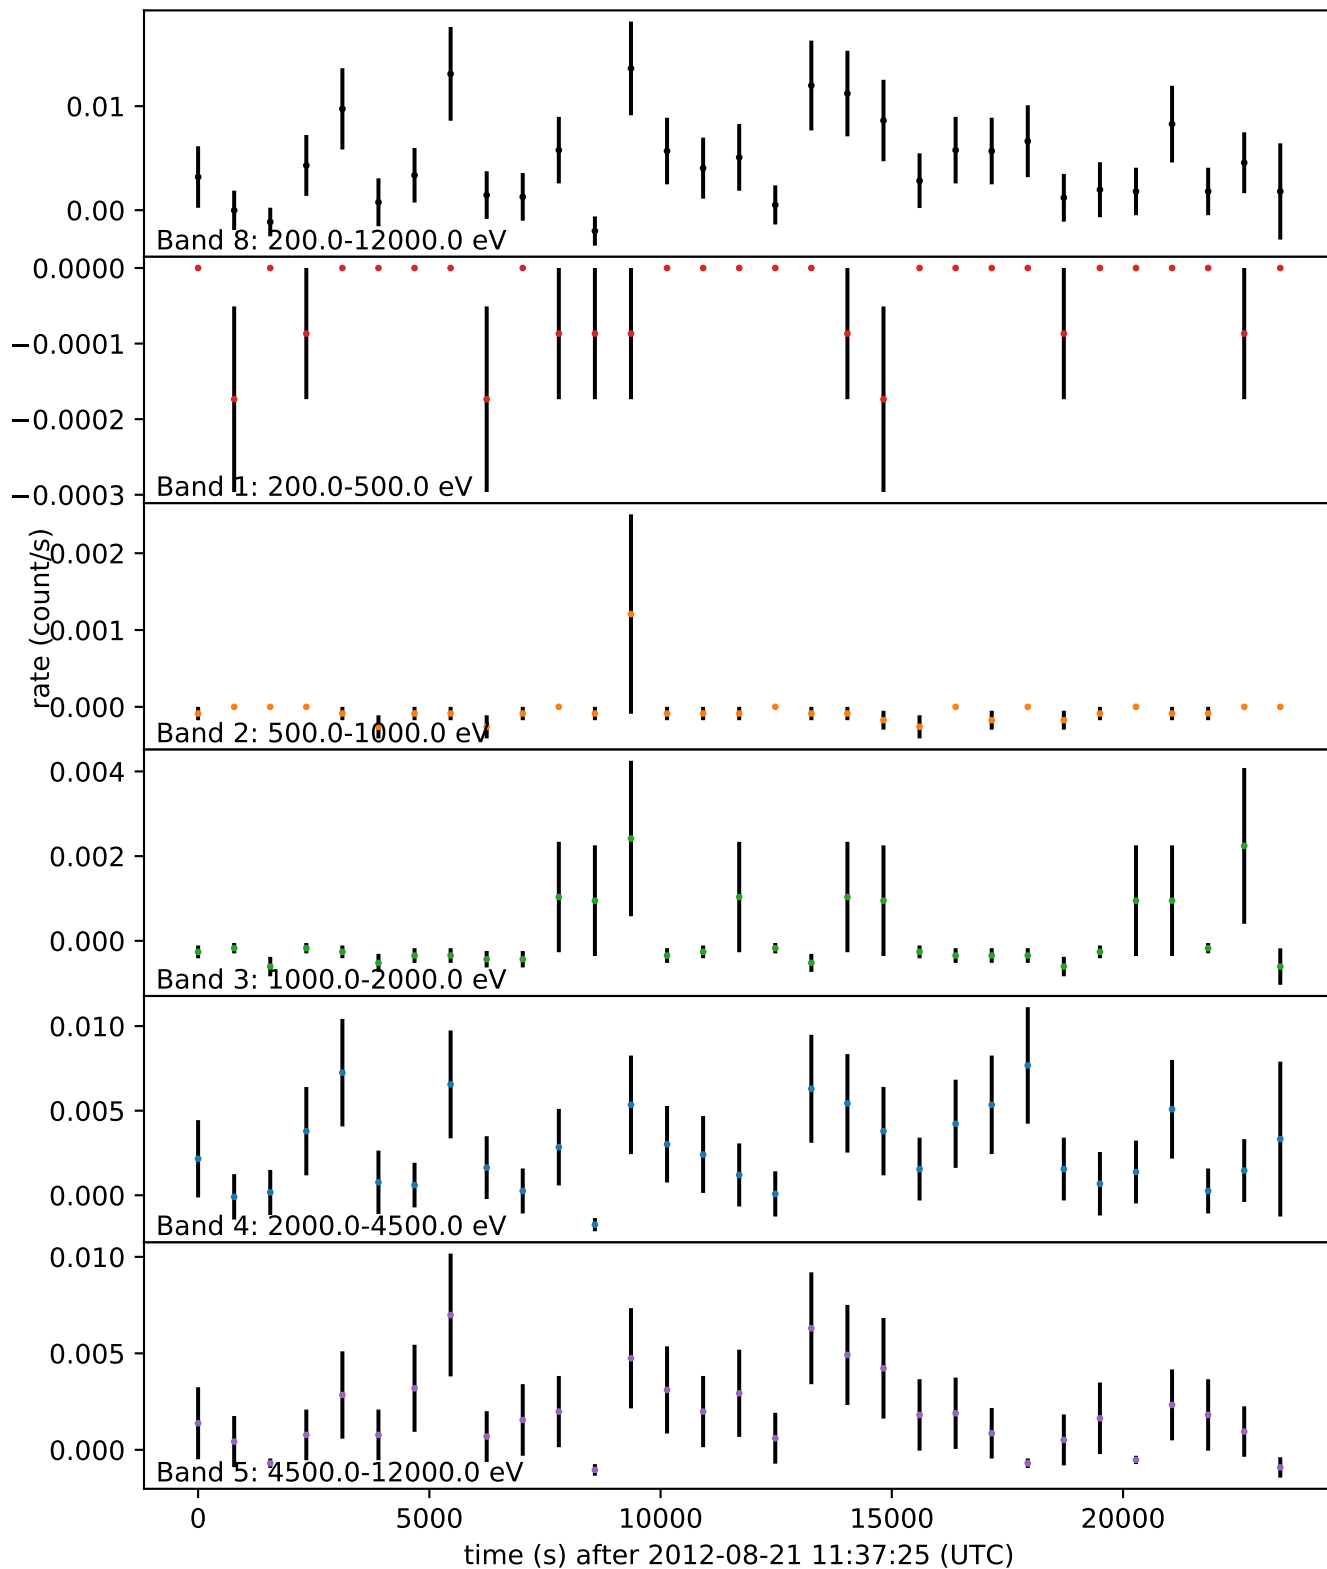 0.01
0.00
Band 8: 200.0-12000.0 eV
0.0000
−0.0001
−0.0002
−0.0003
Band 1: 200.0-500.0 eV
rate (count/s)
0.002
0.001
0.000
Band 2: 500.0-1000.0 eV
0.004
0.002
0.000
Band 3: 1000.0-2000.0 eV
0.010
0.005
0.000
Band 4: 2000.0-4500.0 eV
0.010
0.005
0.000
Band 5: 4500.0-12000.0 eV
0 5000 10000 15000 20000
time (s) after 2012-08-21 11:37:25 (UTC)